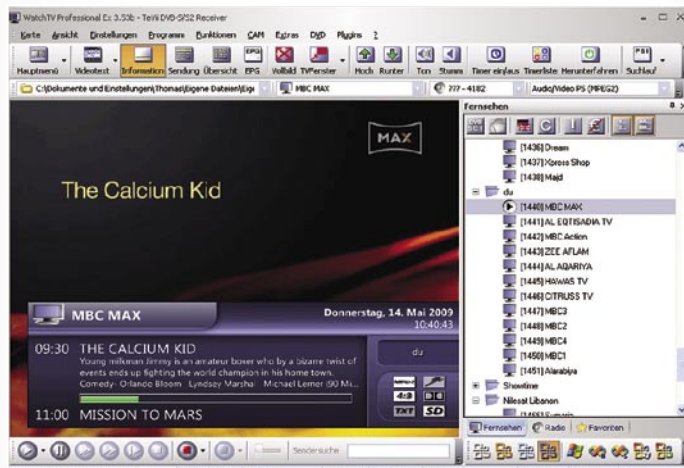 WatchTV Professional Ex 3.53b - TeVii DVB-S/S2 Receiver
Karte Ansicht Einstellungen Programm Funktionen CAM Extras DVD Plugins ?
EPG
Hauptmenü Videotext Information Sendung Übersicht EPG Vollbild TVFenster Hoch Runter Ton Stumm Timer ein/aus Timerliste Herunterfahren Suchlauf
C:\Dokumente und Einstellungen\Thomas\Eigene Dateien\Eige
MBC MAX
??? - 4182
Audio/Video PS (MPEG2)
MAX
The Calcium Kid
MBC MAX
Donnerstag, 14. Mai 2009
10:40:43
09:30 THE CALCIUM KID
Young milkman Jimmy is an amateur boxer who by a bizarre twist of
events ends up fighting the world champion in his home town.
Comedy- Orlando Bloom Lyndsey Marshal Michael Lerner (90 Mi...
11:00 MISSION TO MARS
du
4:3
TXT SD
Fernsehen
[1436] Dream
[1437] Xpress Shop
[1438] Majd
du
[1440] MBC MAX
[1441] AL EQTISADIA TV
[1442] MBC Action
[1443] ZEE AFLAM
[1444] AL AQARIYA
[1445] HAWAS TV
[1446] CITRUSS TV
[1447] MBC3
[1448] MBC2
[1449] MBC4
[1450] MBC1
[1451] Alarabiya
Showtime
Nilesat Libanon
Fernsehen Radio Favoriten
Sendersuche